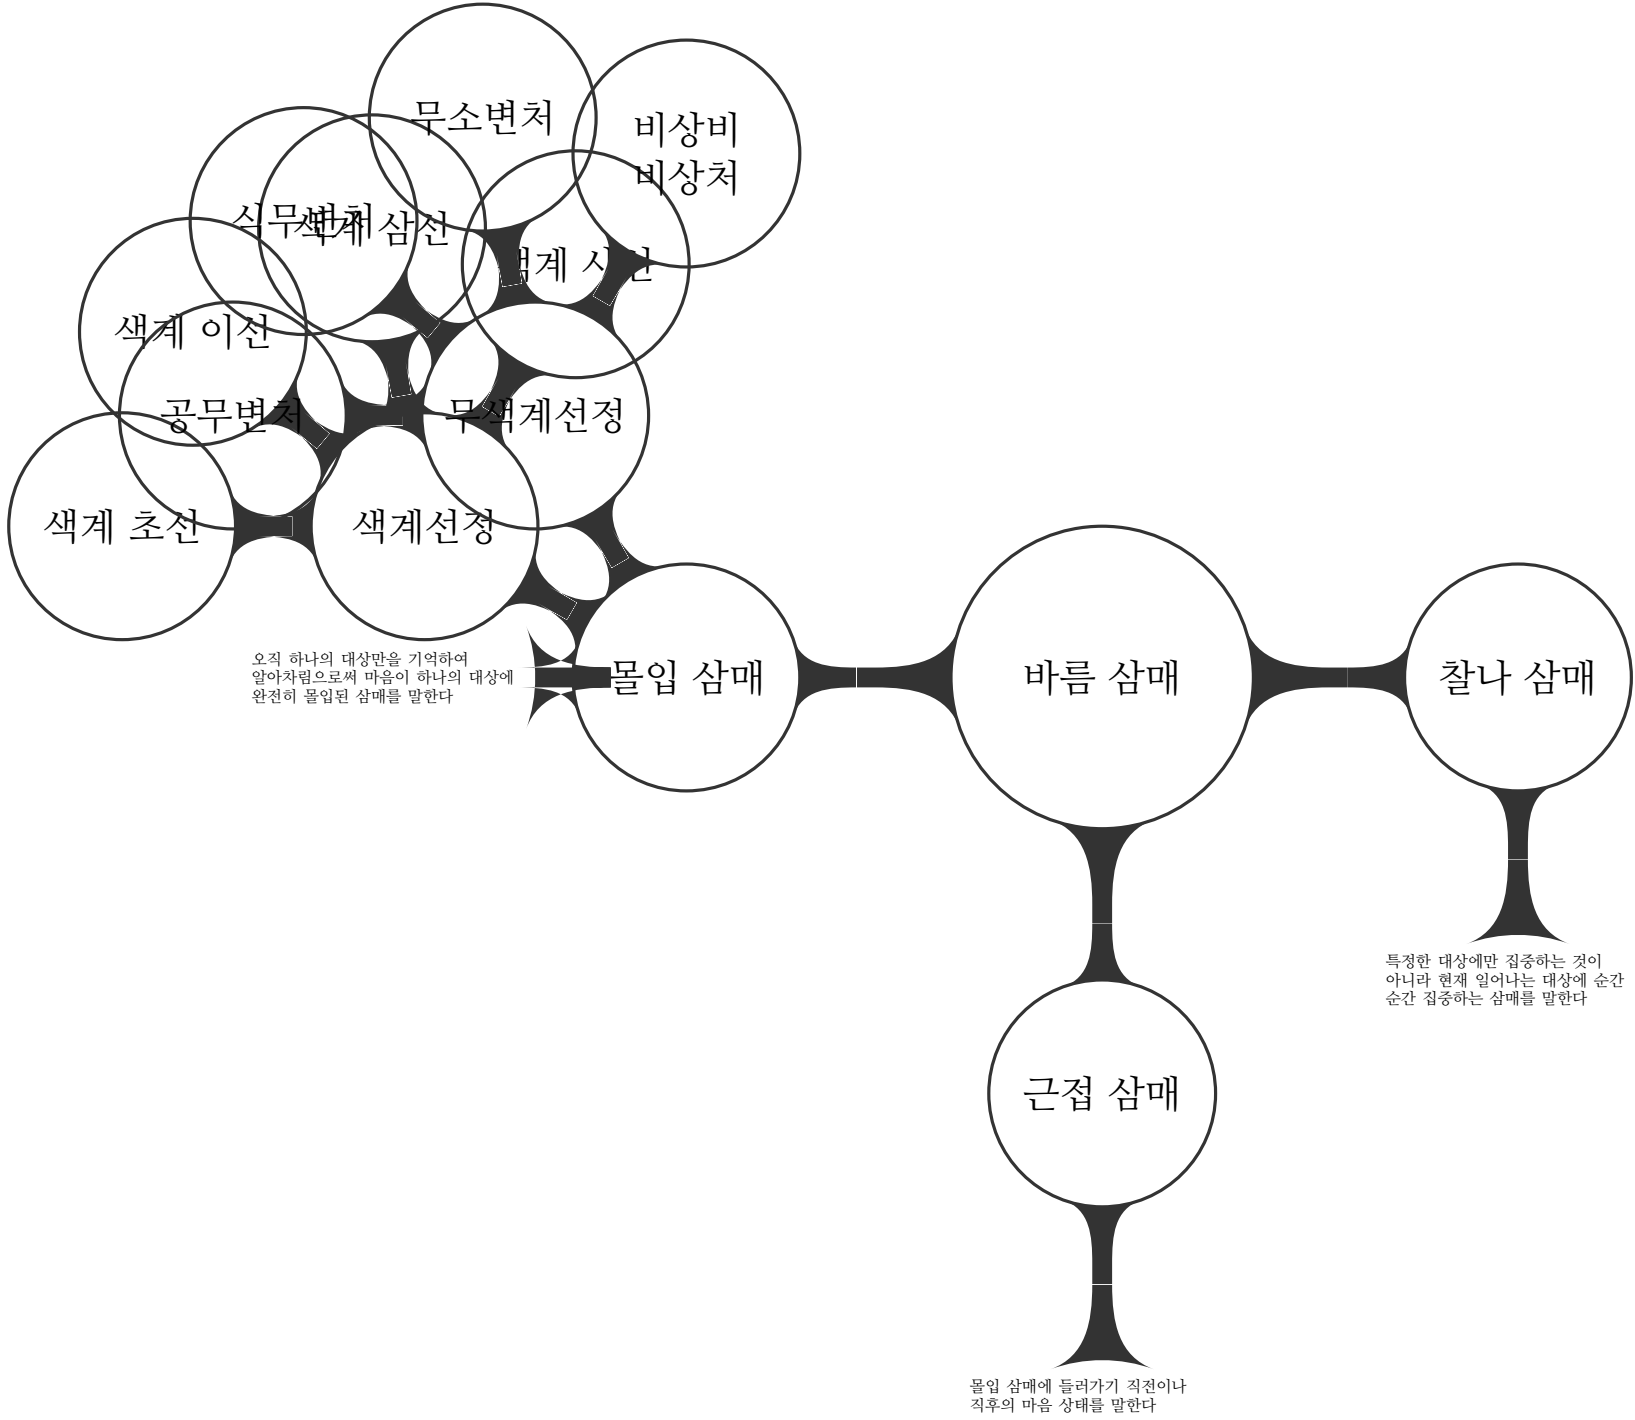 무소변처
비상비
비상처
식무변처
색계 삼선
색계 사선
색계 이선
공무변처
무색계선정
색계 초선
색계선정
오직 하나의 대상만을 기억하여
알아차림으로써 마음이 하나의 대상에
완전히 몰입된 삼매를 말한다
몰입 삼매
바름 삼매
찰나 삼매
특정한 대상에만 집중하는 것이
아니라 현재 일어나는 대상에 순간
순간 집중하는 삼매를 말한다
근접 삼매
몰입 삼매에 들러가기 직전이나
직후의 마음 상태를 말한다